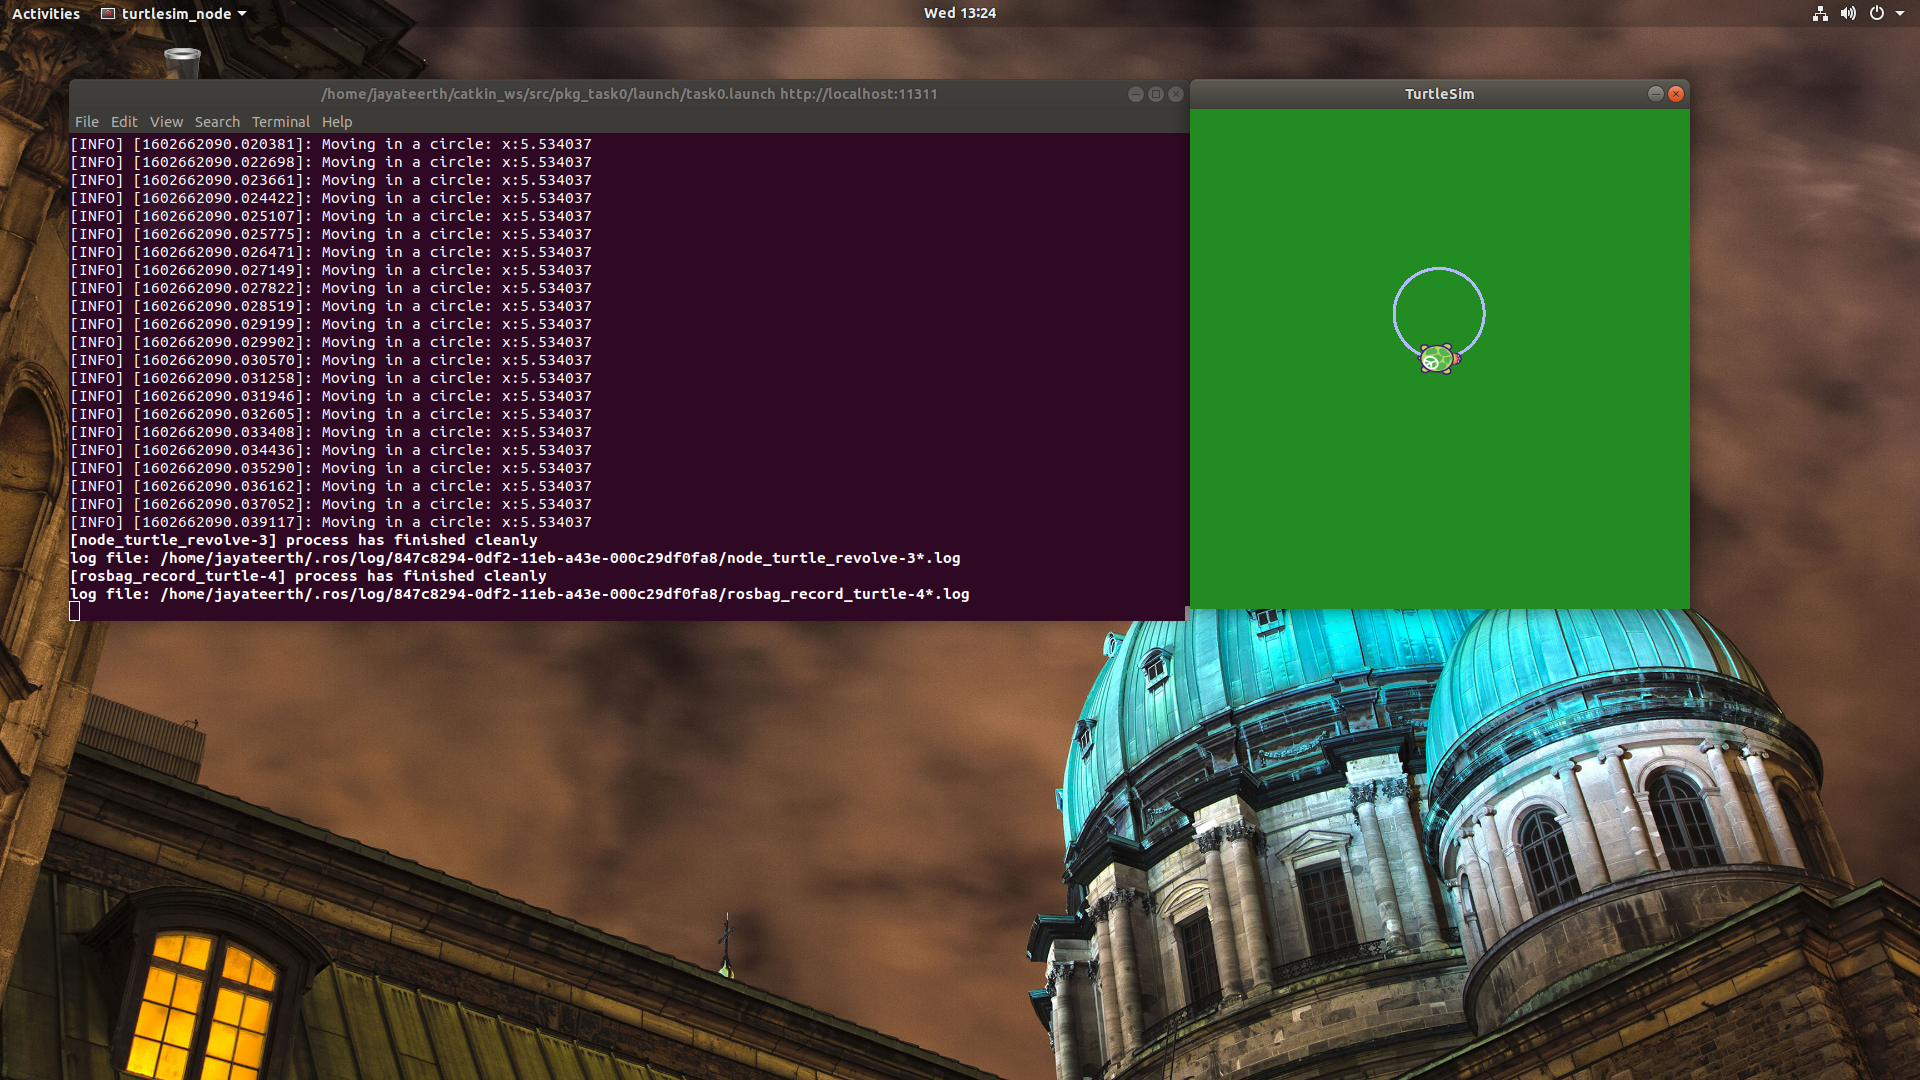 Activities turtlesim_node Wed 13:24
/home/jayateerth/catkin_ws/src/pkg_task0/launch/task0.launch http://localhost:11311
File Edit View Search Terminal Help
[INFO] [1602662090.020381]: Moving in a circle: x:5.534037
[INFO] [1602662090.022698]: Moving in a circle: x:5.534037
[INFO] [1602662090.023661]: Moving in a circle: x:5.534037
[INFO] [1602662090.024422]: Moving in a circle: x:5.534037
[INFO] [1602662090.025107]: Moving in a circle: x:5.534037
[INFO] [1602662090.025775]: Moving in a circle: x:5.534037
[INFO] [1602662090.026471]: Moving in a circle: x:5.534037
[INFO] [1602662090.027149]: Moving in a circle: x:5.534037
[INFO] [1602662090.027822]: Moving in a circle: x:5.534037
[INFO] [1602662090.028519]: Moving in a circle: x:5.534037
[INFO] [1602662090.029199]: Moving in a circle: x:5.534037
[INFO] [1602662090.029902]: Moving in a circle: x:5.534037
[INFO] [1602662090.030570]: Moving in a circle: x:5.534037
[INFO] [1602662090.031258]: Moving in a circle: x:5.534037
[INFO] [1602662090.031946]: Moving in a circle: x:5.534037
[INFO] [1602662090.032605]: Moving in a circle: x:5.534037
[INFO] [1602662090.033408]: Moving in a circle: x:5.534037
[INFO] [1602662090.034436]: Moving in a circle: x:5.534037
[INFO] [1602662090.035290]: Moving in a circle: x:5.534037
[INFO] [1602662090.036162]: Moving in a circle: x:5.534037
[INFO] [1602662090.037052]: Moving in a circle: x:5.534037
[INFO] [1602662090.039117]: Moving in a circle: x:5.534037
[node_turtle_revolve-3] process has finished cleanly
log file: /home/jayateerth/.ros/log/847c8294-0df2-11eb-a43e-000c29df0fa8/node_turtle_revolve-3*.log
[rosbag_record_turtle-4] process has finished cleanly
log file: /home/jayateerth/.ros/log/847c8294-0df2-11eb-a43e-000c29df0fa8/rosbag_record_turtle-4*.log
TurtleSim